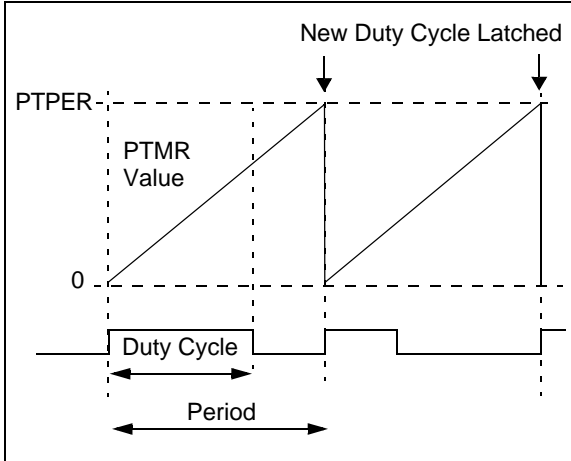 New Duty Cycle Latched
PTPER
PTMR
Value
0
Duty Cycle
Period